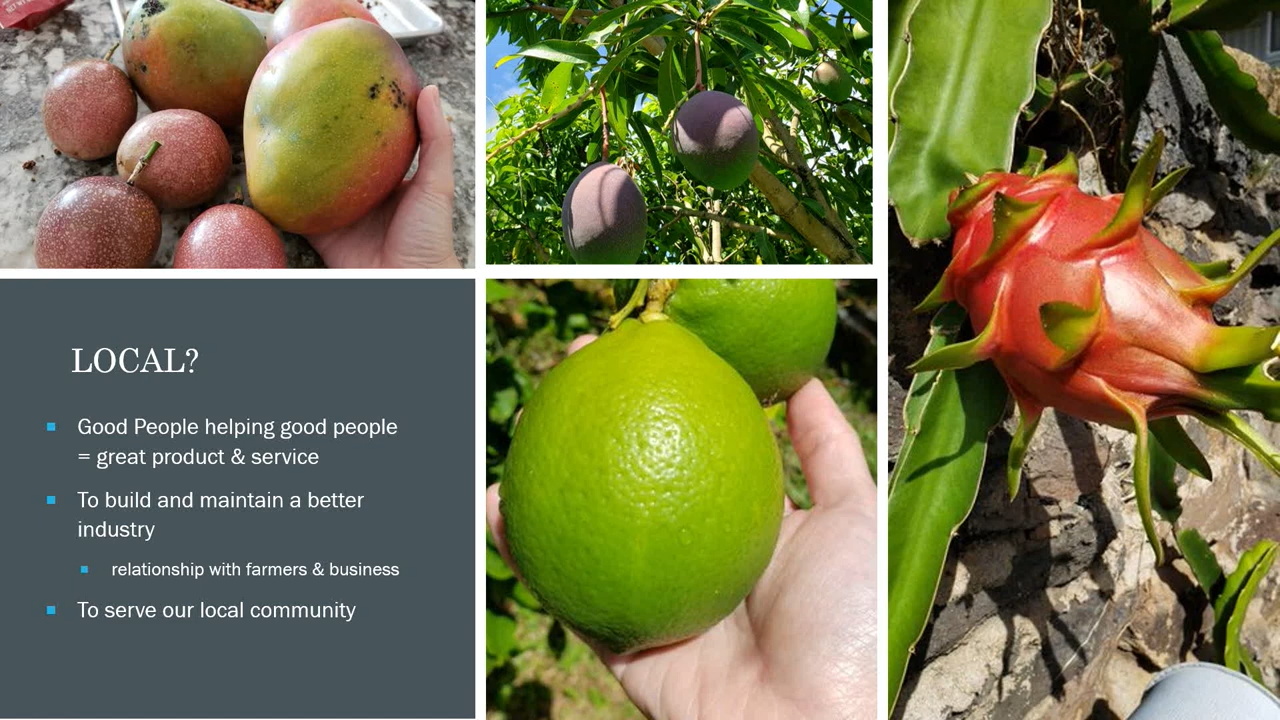 LOCAL?
Good People helping good people
= great product & service
To build and maintain a better
industry
relationship with farmers & business
To serve our local community